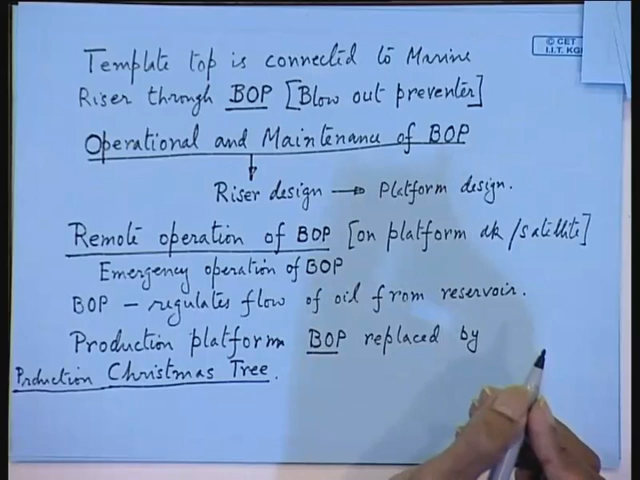 Template top is connected to Marine
© CET
I.I.T. KG
Riser through BOP [Blow out preventer]
Operational and Maintenance of BOP
Riser design → Platform design.
Remote operation of BOP [on platform dk/satellite]
Emergency operation of BOP
BOP – regulates flow of oil from reservoir.
Production platform BOP replaced by
Production Christmas Tree.